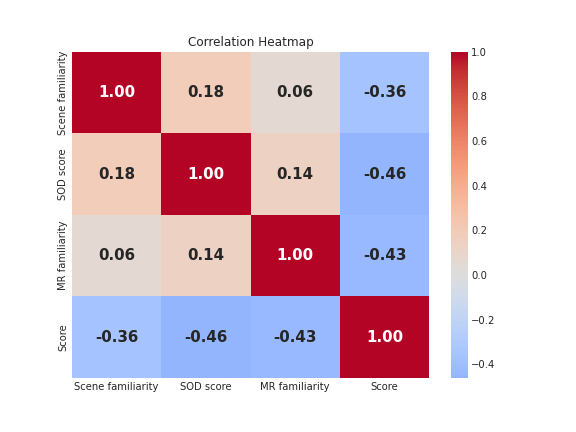 Correlation Heatmap
Scene familiarity
1.00
0.18
0.06
-0.36
SOD score
0.18
1.00
0.14
-0.46
MR familiarity
0.06
0.14
1.00
-0.43
Score
-0.36
-0.46
-0.43
1.00
Scene familiarity
SOD score
MR familiarity
Score
1.0
0.8
0.6
0.4
0.2
0.0
−0.2
−0.4